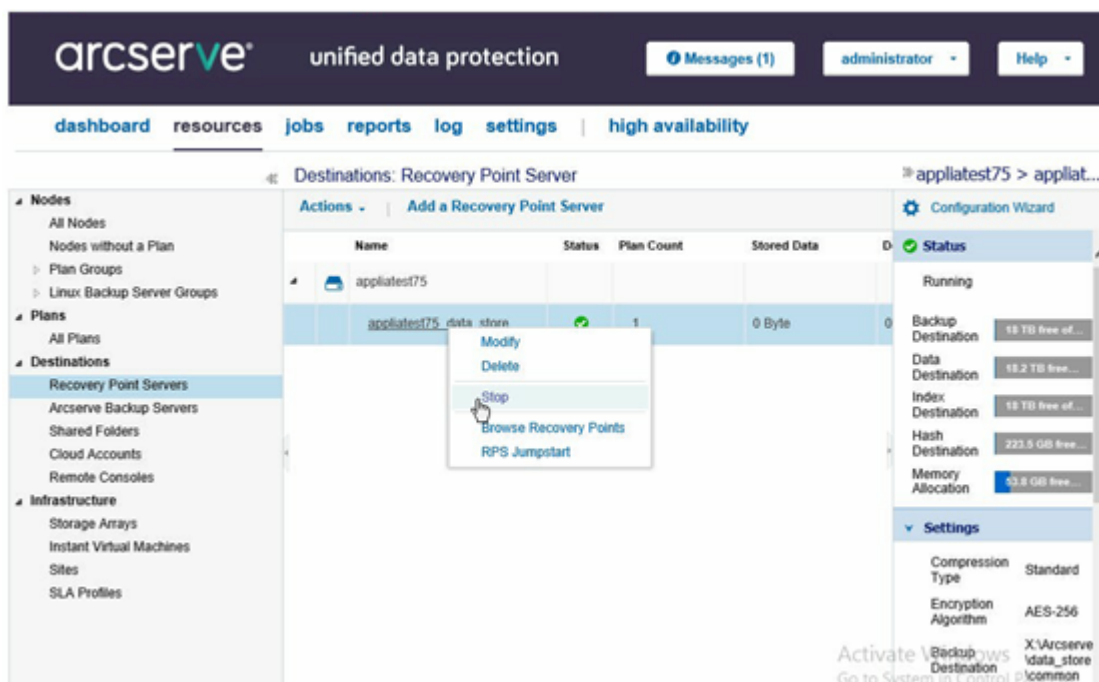 arcserve®
unified data protection
Messages (1)
administrator
Help
dashboard resources jobs reports log settings | high availability
Nodes
All Nodes
Nodes without a Plan
Plan Groups
Linux Backup Server Groups
Plans
All Plans
Destinations
Recovery Point Servers
Arcserve Backup Servers
Shared Folders
Cloud Accounts
Remote Consoles
Infrastructure
Storage Arrays
Instant Virtual Machines
Sites
SLA Profiles
Destinations: Recovery Point Server
Actions | Add a Recovery Point Server
Name Status Plan Count Stored Data D
appliatest75
appliatest75_data_store 1 0 Byte 0
Modify
Delete
Stop
Browse Recovery Points
RPS Jumpstart
appliatest75 > appliat...
Configuration Wizard
Status
Running
Backup
Destination 18 TB free of...
Data
Destination 18.2 TB free...
Index
Destination 18 TB free of...
Hash
Destination 223.5 GB free...
Memory
Allocation 53.8 GB free...
Settings
Compression
Type Standard
Encryption
Algorithm AES-256
Backup
Destination X:\Arcserve
\data_store
\common
Activate Windows
Go to System in Control